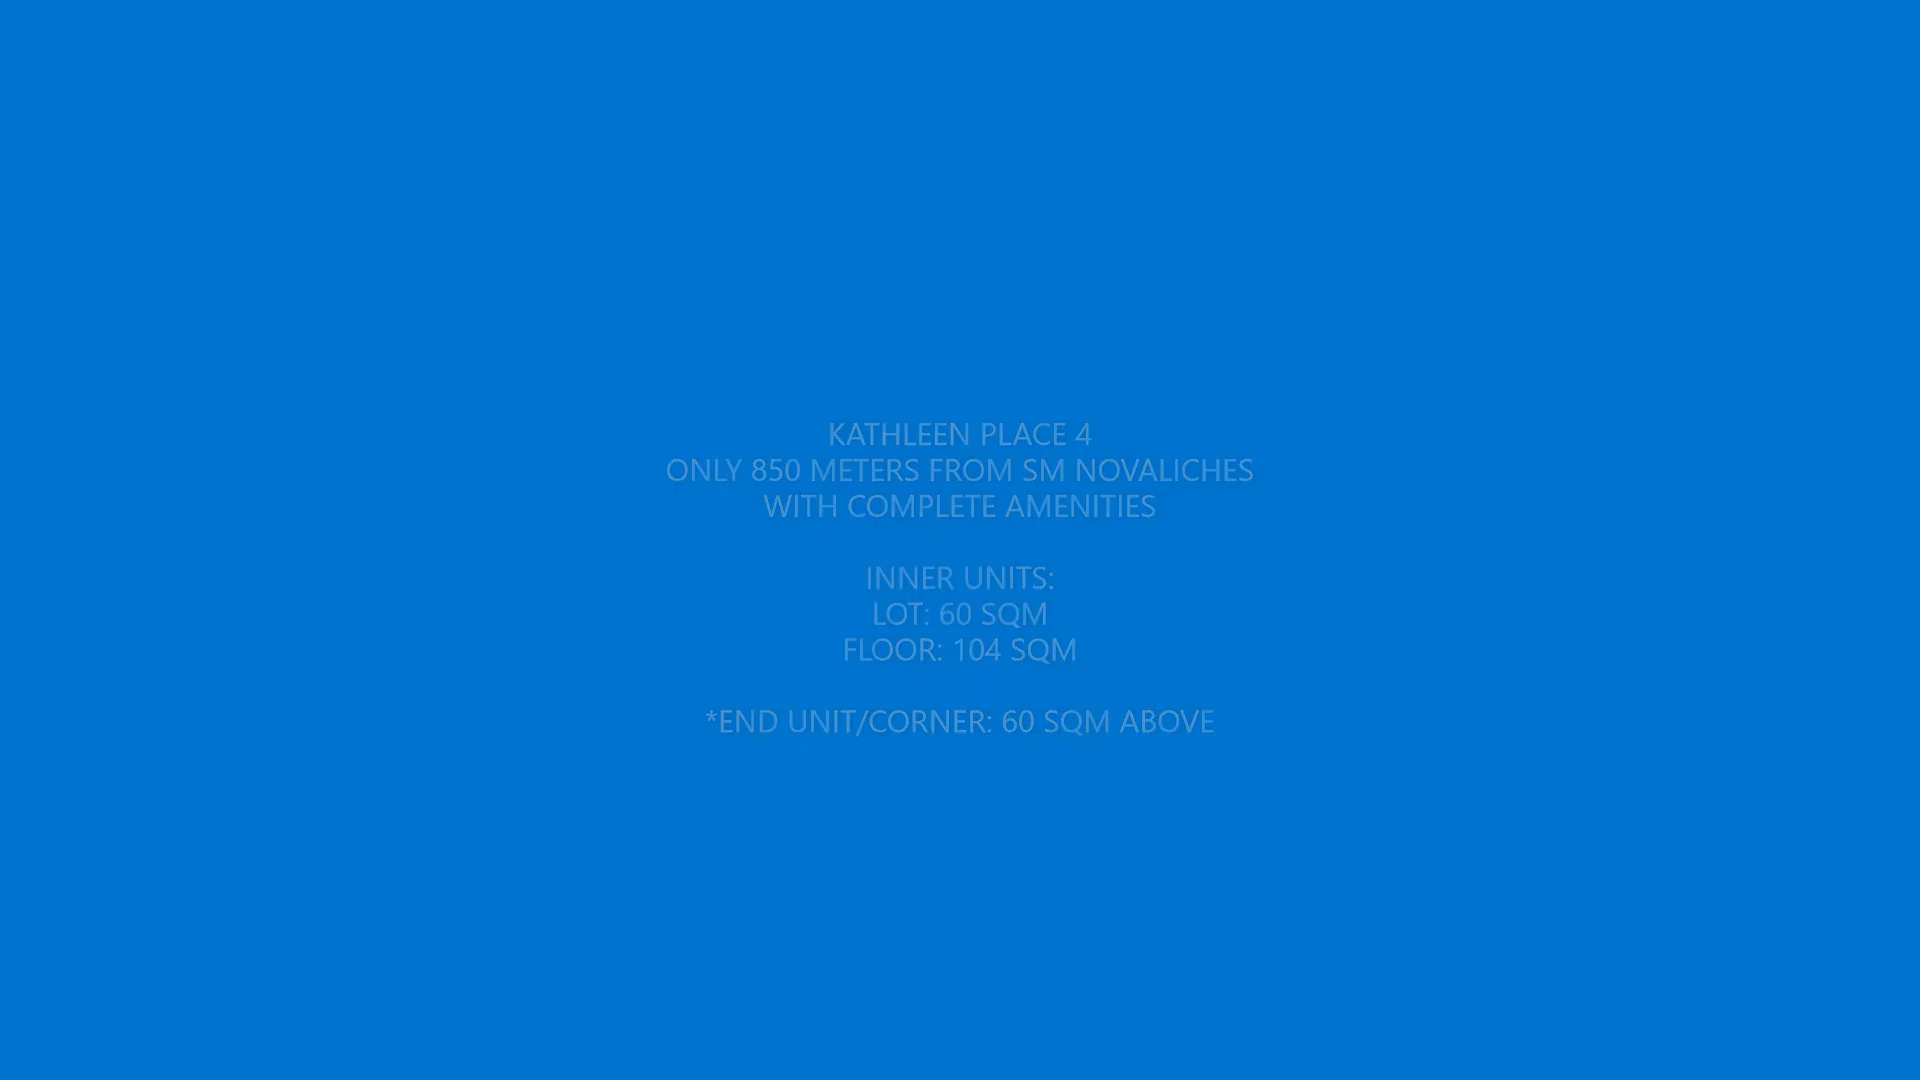 KATHLEEN PLACE 4
ONLY 850 METERS FROM SM NOVALICHES
WITH COMPLETE AMENITIES
INNER UNITS:
LOT: 60 SQM
FLOOR: 104 SQM
*END UNIT/CORNER: 60 SQM ABOVE